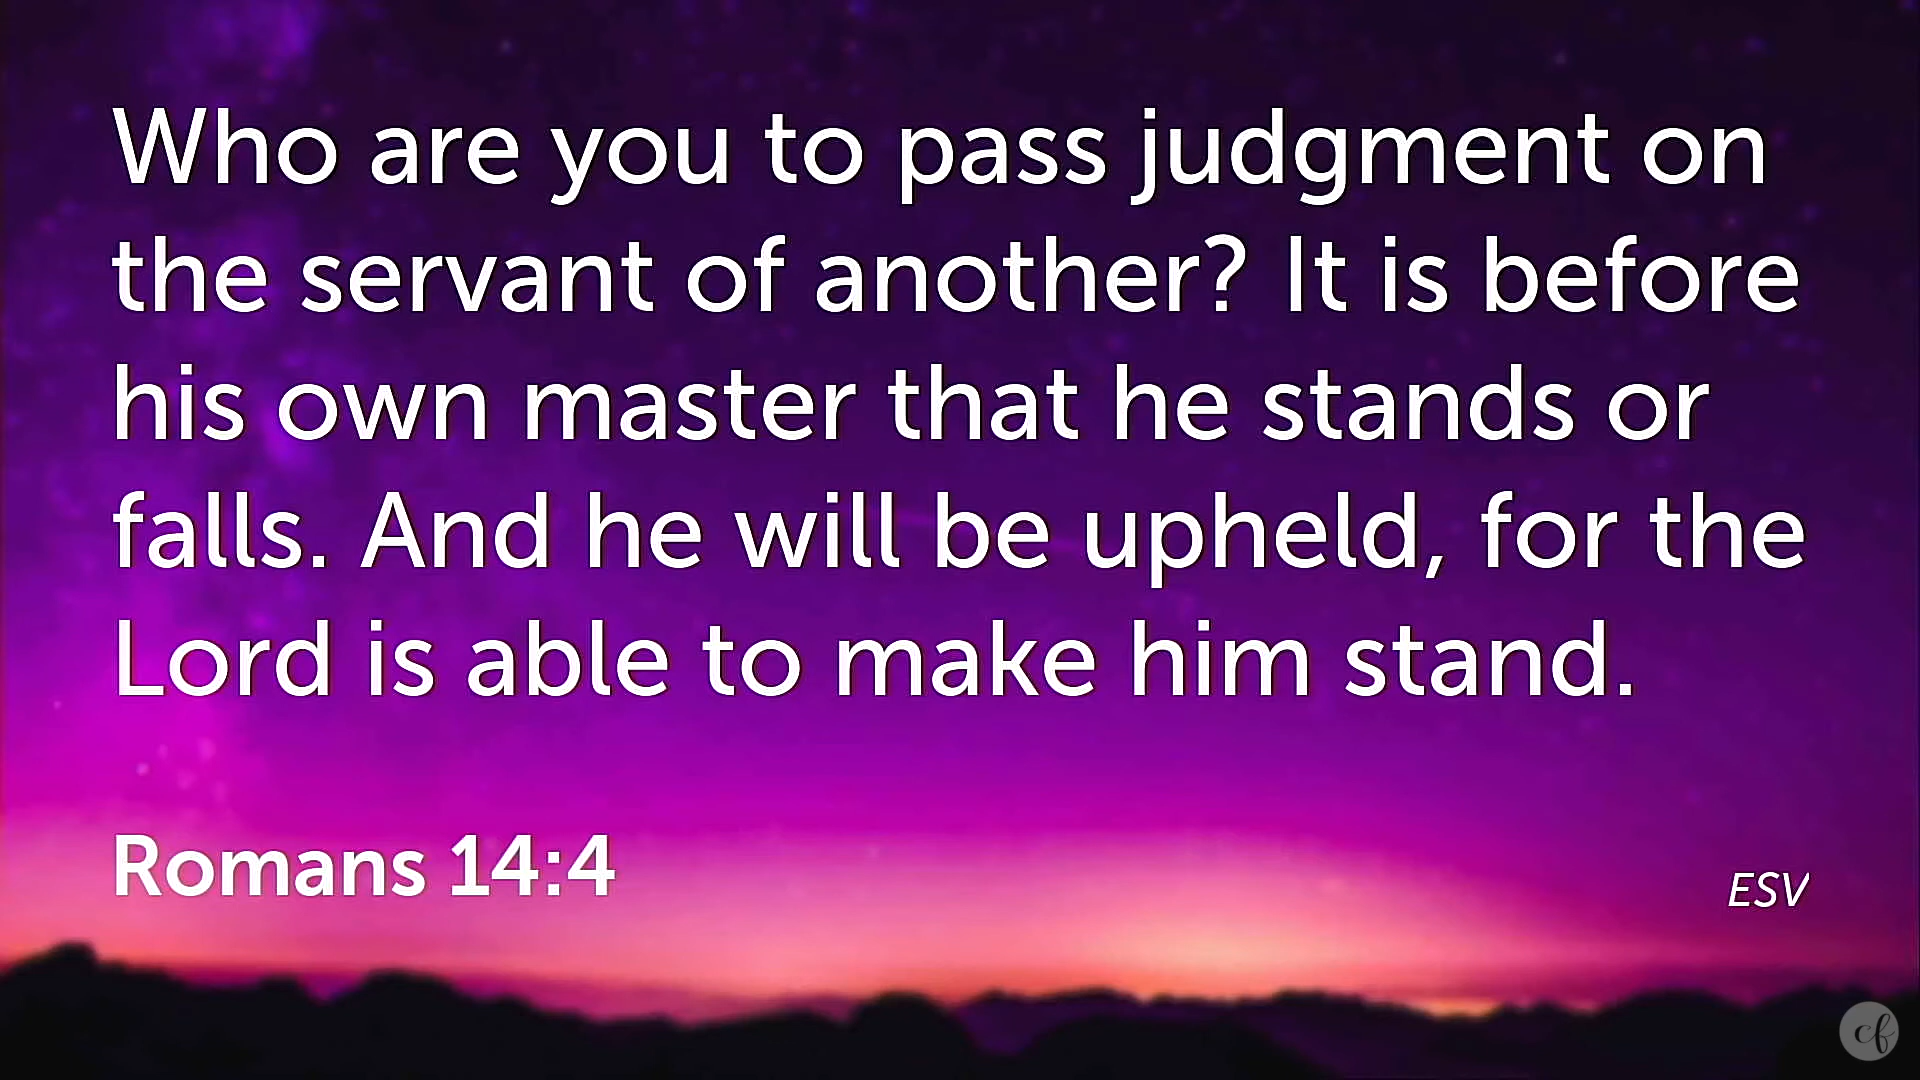 Who are you to pass judgment on
the servant of another? It is before
his own master that he stands or
falls. And he will be upheld, for the
Lord is able to make him stand.
Romans 14:4
ESV
cf